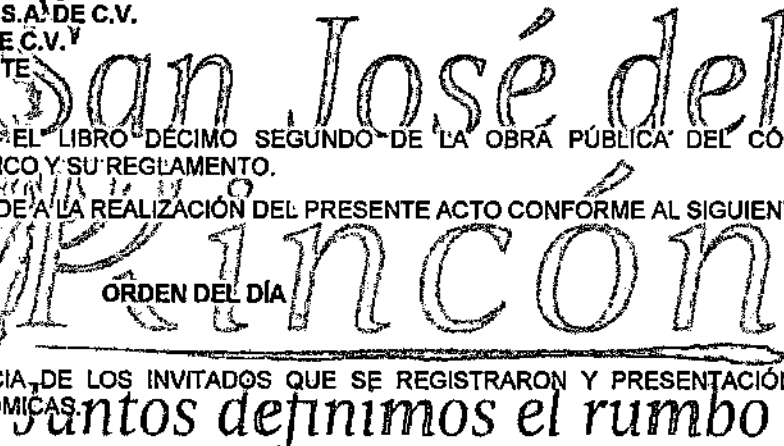 S.A. DE C.V.
E C.V. Y
TE
San José del
EL LIBRO DÉCIMO SEGUNDO DE LA OBRA PÚBLICA DEL CO
ICO Y SU REGLAMENTO.
DE A LA REALIZACIÓN DEL PRESENTE ACTO CONFORME AL SIGUIEN
Rincón
ORDEN DEL DÍA
CIA DE LOS INVITADOS QUE SE REGISTRARON Y PRESENTACIÓN
ÓMICAS.
Juntos definimos el rumbo